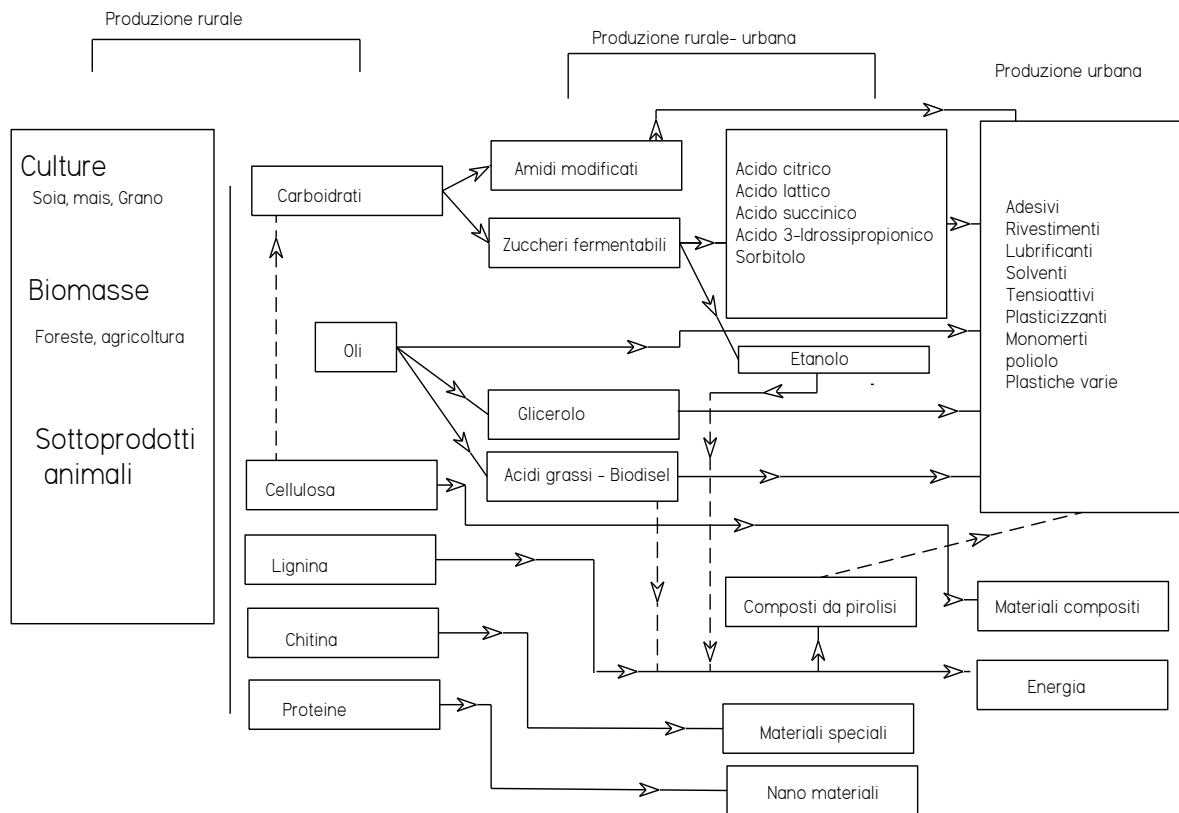 Produzione rurale
Produzione rurale- urbana
Produzione urbana
Culture
Soia, mais, Grano
Biomasse
Foreste, agricoltura
Sottoprodotti
animali
Carboidrati
Oli
Cellulosa
Lignina
Chitina
Proteine
Amidi modificati
Zuccheri fermentabili
Glicerolo
Acidi grassi - Biodisel
Acido citrico
Acido lattico
Acido succinico
Acido 3-Idrossipropionico
Sorbitolo
Etanolo
Composti da pirolisi
Materiali speciali
Nano materiali
Adesivi
Rivestimenti
Lubrificanti
Solventi
Tensioattivi
Plasticizzanti
Monomerti
poliolo
Plastiche varie
Materiali compositi
Energia